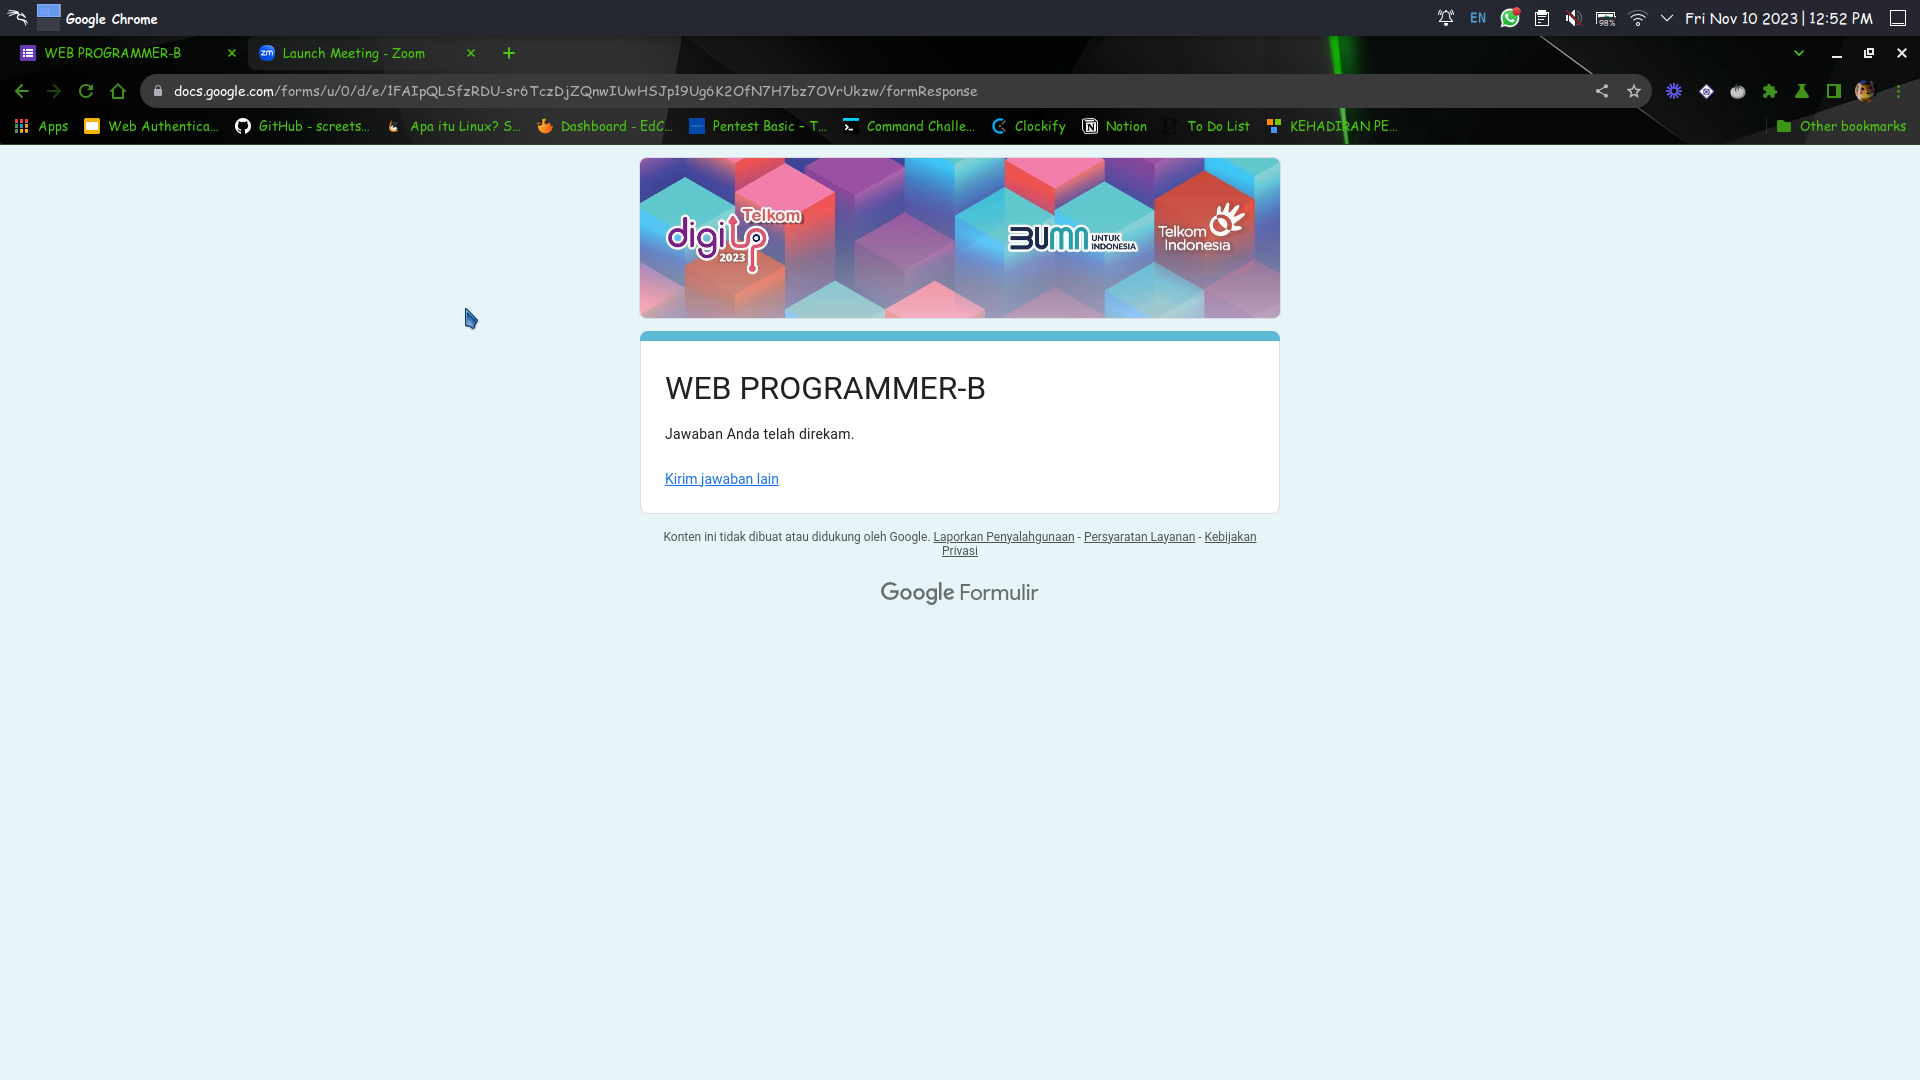 Google Chrome
EN
98%
Fri Nov 10 2023 | 12:52 PM
WEB PROGRAMMER-B
zm
Launch Meeting - Zoom
docs.google.com/forms/u/0/d/e/1FAIpQLSfzRDU-sr6TczDjZQnwIUwHSJp19Ug6K2OfN7H7bz7OVrUkzw/formResponse
Apps
Web Authentica...
GitHub - screets...
Apa itu Linux? S...
Dashboard - EdC...
Pentest Basic – T...
Command Challe...
Clockify
Notion
To Do List
KEHADIRAN PE...
Other bookmarks
Telkom
digiUp
2023
BUMN UNTUK
INDONESIA
Telkom
Indonesia
WEB PROGRAMMER-B
Jawaban Anda telah direkam.
Kirim jawaban lain
Konten ini tidak dibuat atau didukung oleh Google. Laporkan Penyalahgunaan - Persyaratan Layanan - Kebijakan
Privasi
Google Formulir